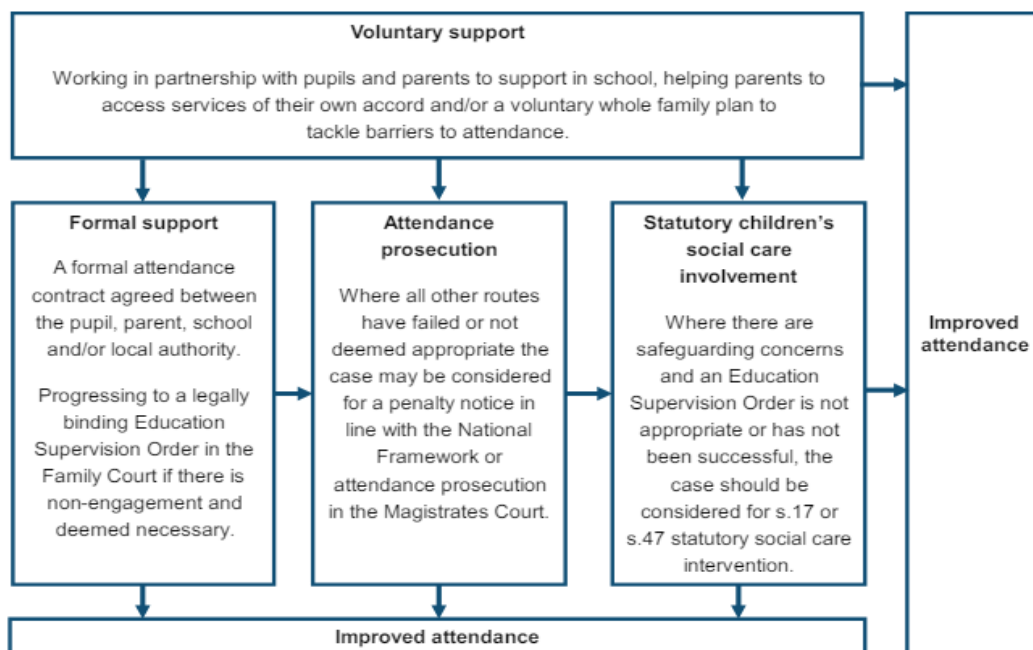 Voluntary support
Working in partnership with pupils and parents to support in school, helping parents to
access services of their own accord and/or a voluntary whole family plan to
tackle barriers to attendance.
Formal support
A formal attendance
contract agreed between
the pupil, parent, school
and/or local authority.
Progressing to a legally
binding Education
Supervision Order in the
Family Court if there is
non-engagement and
deemed necessary.
Attendance
prosecution
Where all other routes
have failed or not
deemed appropriate the
case may be considered
for a penalty notice in
line with the National
Framework or
attendance prosecution
in the Magistrates Court.
Statutory children's
social care
involvement
Where there are
safeguarding concerns
and an Education
Supervision Order is not
appropriate or has not
been successful, the
case should be
considered for s.17 or
s.47 statutory social care
intervention.
Improved
attendance
Improved attendance